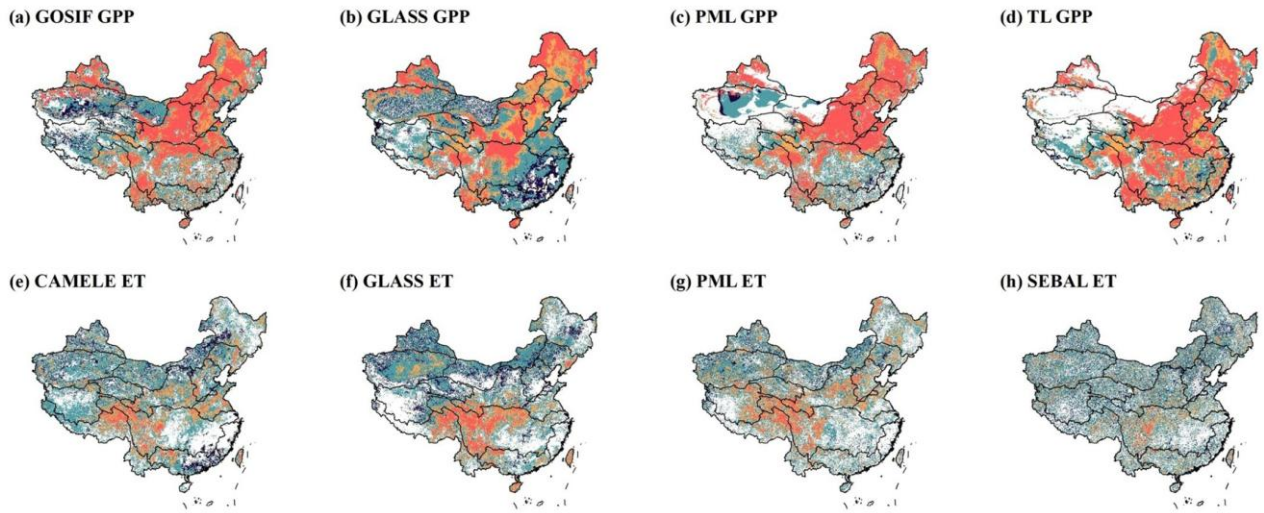 (a) GOSIF GPP
(b) GLASS GPP
(c) PML GPP
(d) TL GPP
(e) CAMELE ET
(f) GLASS ET
(g) PML ET
(h) SEBAL ET